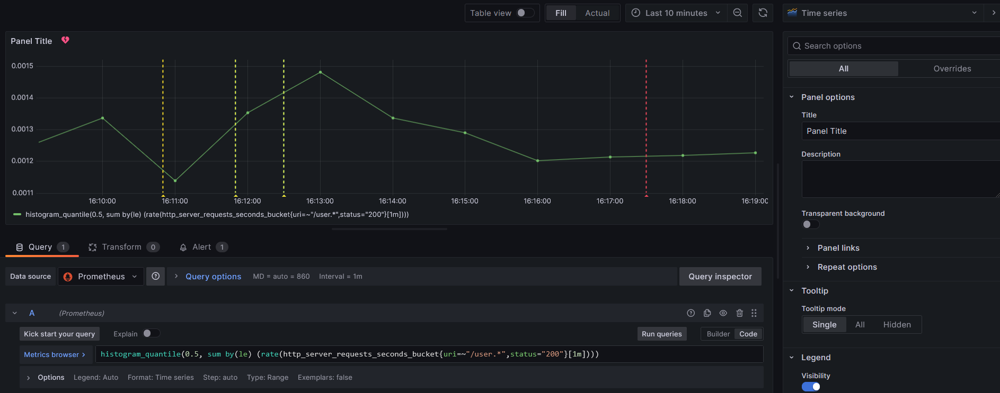 Table view
Fill
Actual
Last 10 minutes
Time series
Panel Title
0.0015
0.0014
0.0013
0.0012
0.0011
16:10:00 16:11:00 16:12:00 16:13:00 16:14:00 16:15:00 16:16:00 16:17:00 16:18:00 16:19:00
histogram_quantile(0.5, sum by(le) (rate(http_server_requests_seconds_bucket{uri=~"/user.*",status="200"}[1m])))
Query 1
Transform 0
Alert 1
Data source
Prometheus
Query options MD = auto = 860 Interval = 1m
Query inspector
A (Prometheus)
Kick start your query
Explain
Run queries
Builder Code
Metrics browser >
histogram_quantile(0.5, sum by(le) (rate(http_server_requests_seconds_bucket{uri=~"/user.*",status="200"}[1m])))
Options Legend: Auto Format: Time series Step: auto Type: Range Exemplars: false
Search options
All
Overrides
Panel options
Title
Panel Title
Description
Transparent background
Panel links
Repeat options
Tooltip
Tooltip mode
Single All Hidden
Legend
Visibility